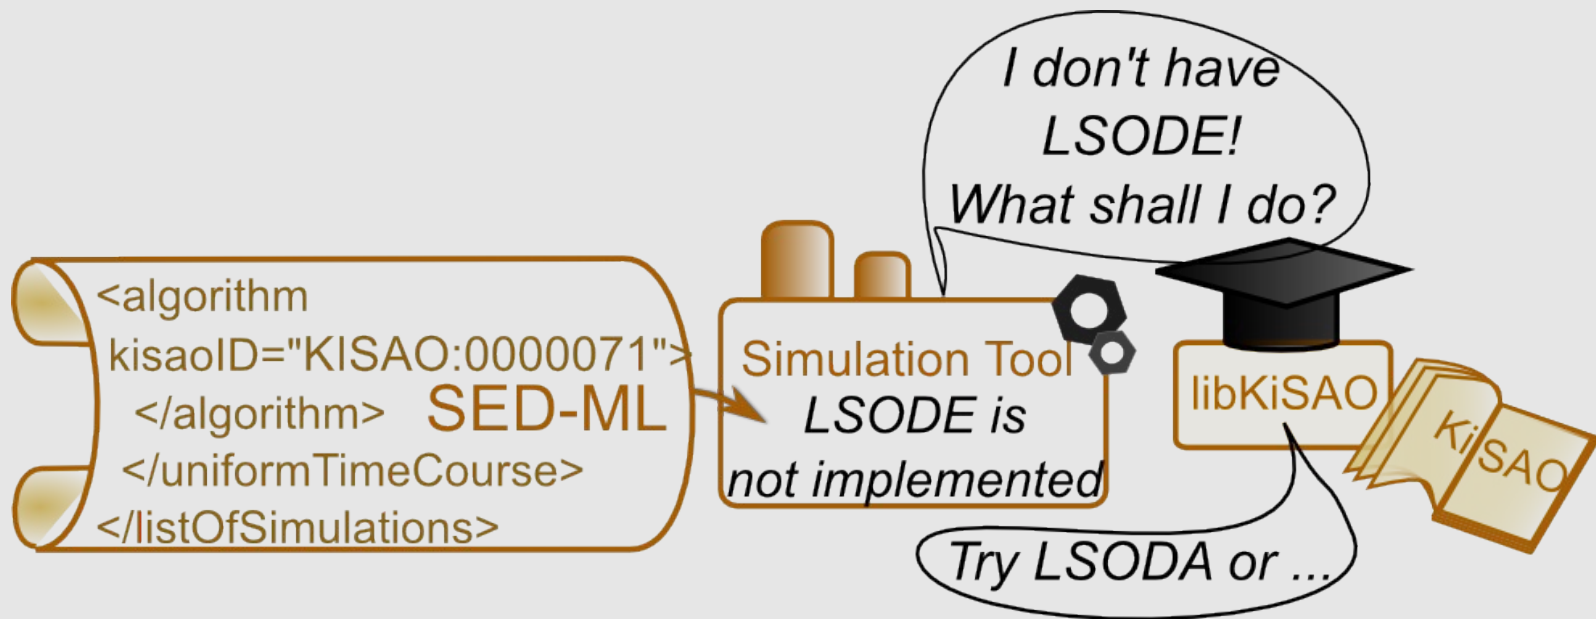 <algorithm
kisaoID="KISAO:0000071">
</algorithm>
SED-ML
</uniformTimeCourse>
</listOfSimulations>
I don't have
LSODE!
What shall I do?
Simulation Tool
LSODE is
not implemented
libKiSAO
KiSAO
Try LSODA or ...